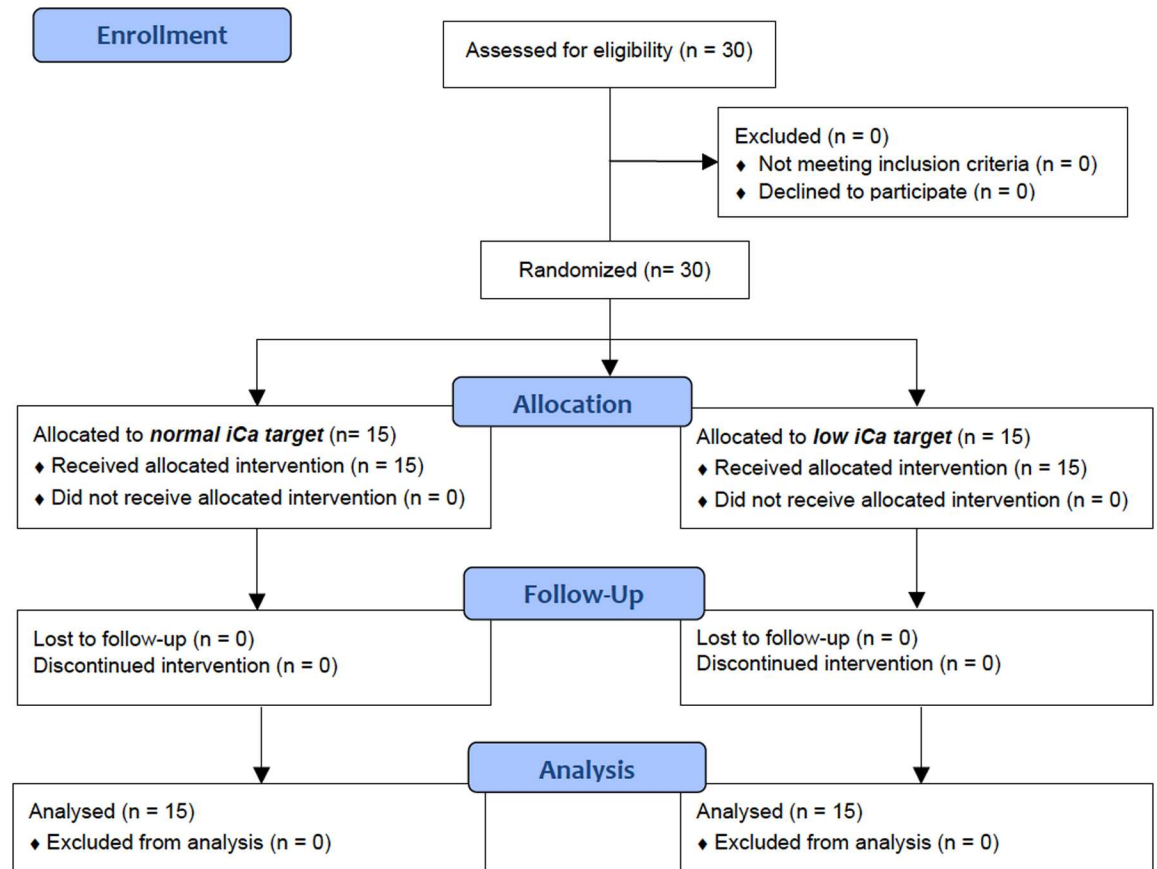 Enrollment
Assessed for eligibility (n = 30)
Excluded (n = 0)
♦ Not meeting inclusion criteria (n = 0)
♦ Declined to participate (n = 0)
Randomized (n= 30)
Allocation
Allocated to normal iCa target (n= 15)
♦ Received allocated intervention (n = 15)
♦ Did not receive allocated intervention (n = 0)
Allocated to low iCa target (n = 15)
♦ Received allocated intervention (n = 15)
♦ Did not receive allocated intervention (n = 0)
Follow-Up
Lost to follow-up (n = 0)
Discontinued intervention (n = 0)
Lost to follow-up (n = 0)
Discontinued intervention (n = 0)
Analysis
Analysed (n = 15)
♦ Excluded from analysis (n = 0)
Analysed (n = 15)
♦ Excluded from analysis (n = 0)